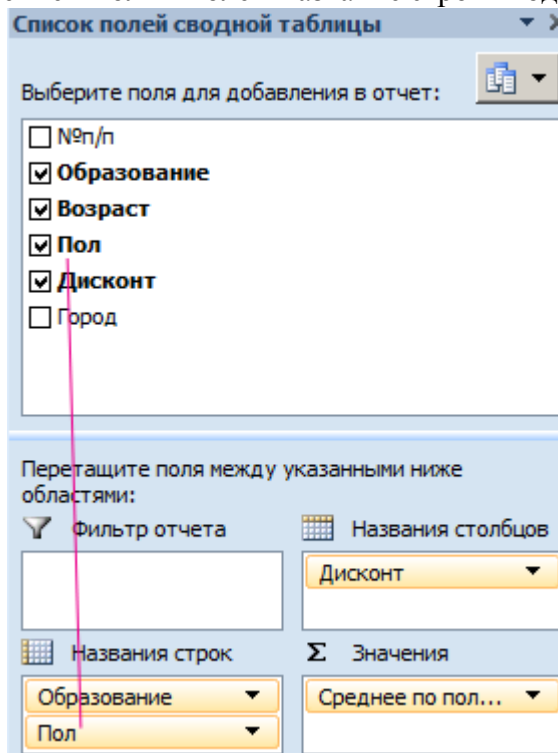 Список полей сводной таблицы
Выберите поля для добавления в отчет:
№п/п
Образование
Возраст
Пол
Дисконт
Город
Перетащите поля между указанными ниже
областями:
Фильтр отчета
Названия столбцов
Дисконт
Названия строк
Σ Значения
Образование
Среднее по пол...
Пол